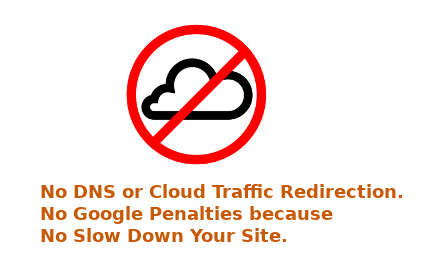 No DNS or Cloud Traffic Redirection.
No Google Penalties because
No Slow Down Your Site.